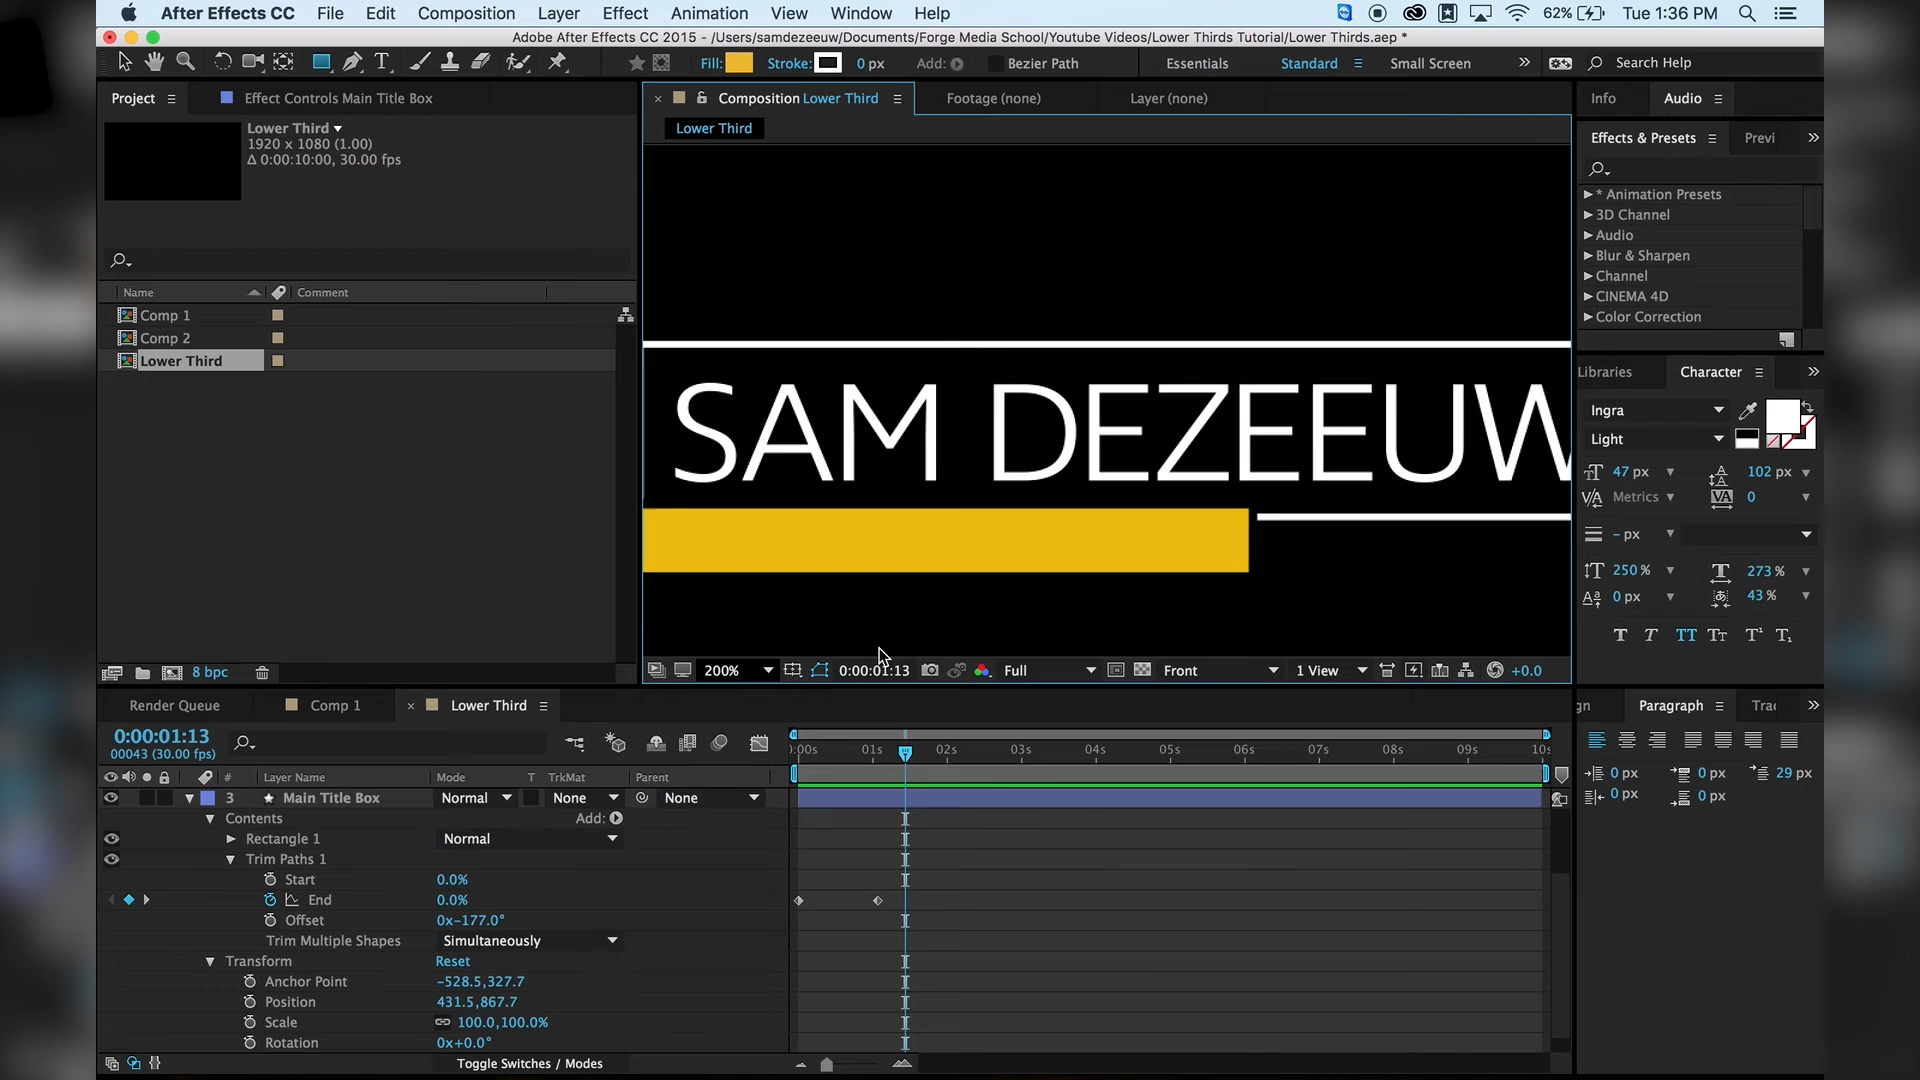 After Effects CC File Edit Composition Layer Effect Animation View Window Help 62% Tue 1:36 PM
Adobe After Effects CC 2015 - /Users/samdezeeuw/Documents/Forge Media School/Youtube Videos/Lower Thirds Tutorial/Lower Thirds.aep *
Fill: Stroke: 0 px Add: Bezier Path Essentials Standard Small Screen Search Help
Project Effect Controls Main Title Box Composition Lower Third Footage (none) Layer (none) Info Audio
Lower Third
1920 x 1080 (1.00)
Δ 0:00:10:00, 30.00 fps
Lower Third
Effects & Presets Previ
* Animation Presets
3D Channel
Audio
Blur & Sharpen
Channel
CINEMA 4D
Color Correction
Name Comment
Comp 1
Comp 2
Lower Third
SAM DEZEEUW
Libraries Character
Ingra
Light
47 px 102 px
Metrics 0
- px
250 % 273 %
0 px 43 %
T T TT Tt T¹ T₁
8 bpc
200% 0:00:01:13 Full Front 1 View +0.0
Render Queue Comp 1 Lower Third
gn Paragraph Trac
0:00:01:13
00043 (30.00 fps)
):00s 01s 02s 03s 04s 05s 06s 07s 08s 09s 10s
0 px 0 px 29 px
0 px 0 px
# Layer Name Mode T TrkMat Parent
3 Main Title Box Normal None None
Contents Add:
Rectangle 1 Normal
Trim Paths 1
Start 0.0%
End 0.0%
Offset 0x-177.0°
Trim Multiple Shapes Simultaneously
Transform Reset
Anchor Point -528.5,327.7
Position 431.5,867.7
Scale 100.0,100.0%
Rotation 0x+0.0°
Toggle Switches / Modes